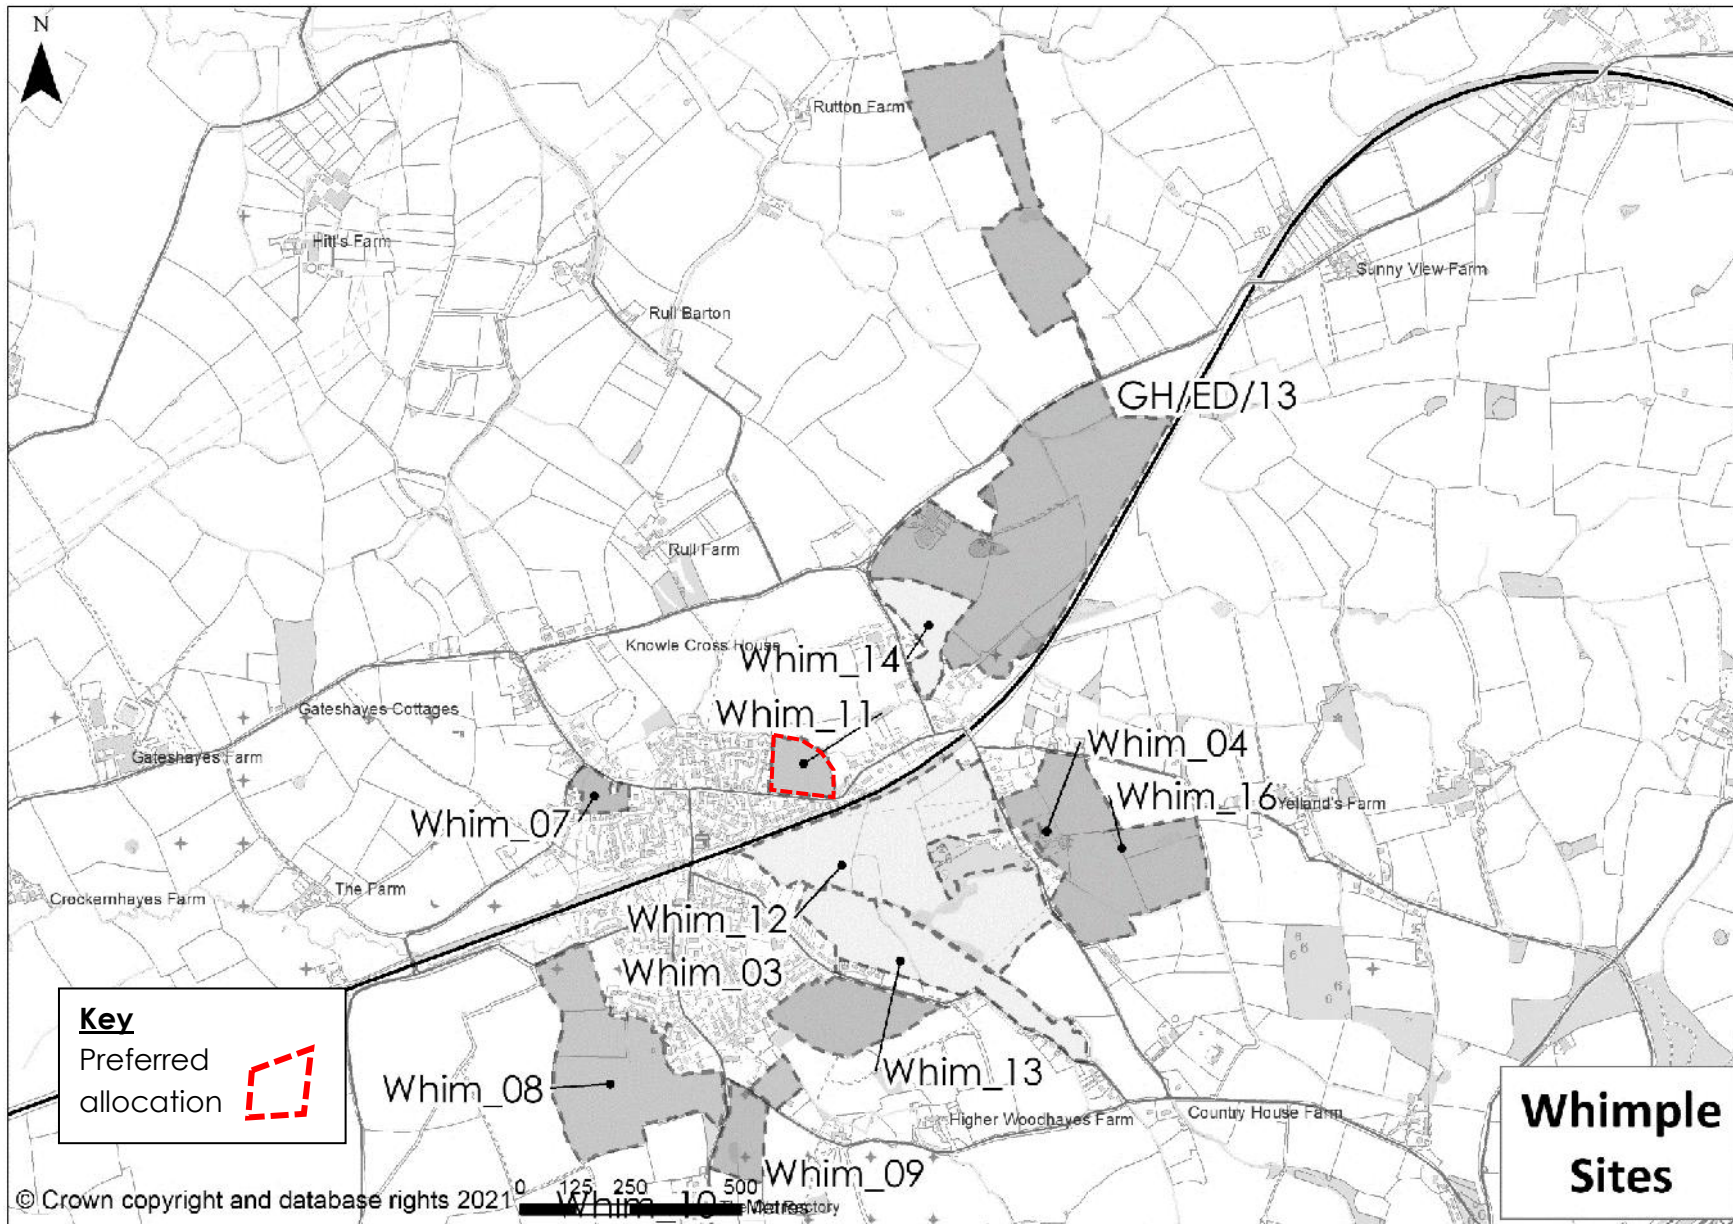 N
Rutton Farm
Hitt's Farm
Sunny View Farm
Rull Barton
GH/ED/13
Rull Farm
Knowle Cross House
Whim_14
Gateshayes Cottages
Whim_11
Gateshayes Farm
Whim_04
Whim_16
Yelland's Farm
Whim_07
The Farm
Crockernhayes Farm
Whim_12
Whim_03
Key
Preferred
allocation
Whim_13
Whim_08
Higher Woodhayes Farm
Country House Farm
Whimple
Sites
Whim_09
© Crown copyright and database rights 2021
0 125 250 500
Whim_10
Metres